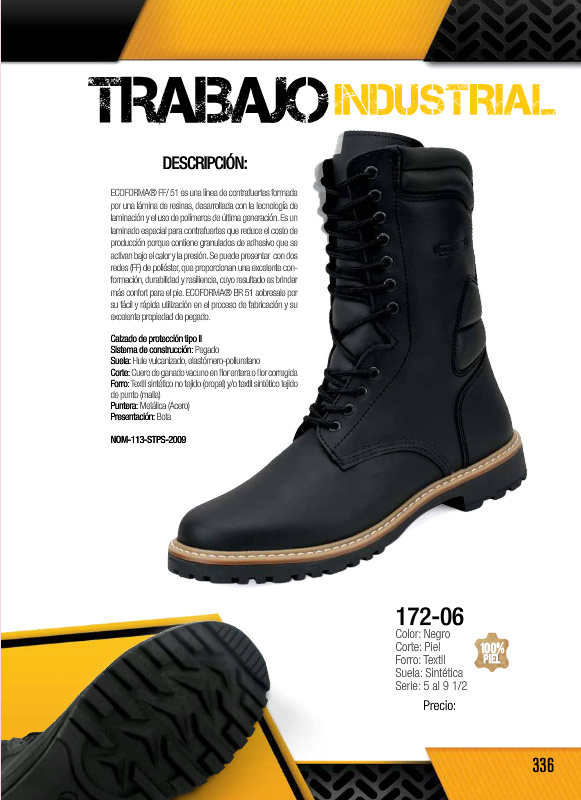 TRABAJO INDUSTRIAL
DESCRIPCIÓN:
ECOFORMA® FF/ 51 es una línea de contrafuertes formada
por una lámina de resinas, desarrollada con la tecnología de
laminación y el uso de polímeros de última generación. Es un
laminado especial para contrafuertes que reduce el costo de
producción porque contiene granulados de adhesivo que se
activan bajo el calor y la presión. Se puede presentar con dos
redes (FF) de poliáster, que proporcionan una excelente con-
formación, durabilidad y resiliencia, cuyo resultado es brindar
más confort para el pie. ECOFORMA® BR 51 sobresale por
su fácil y rápida utilización en el proceso de fabricación y su
excelente propiedad de pegado.
Calzado de protección tipo II
Sistema de construcción: Pegado
Suela: Hule vulcanizado, elastómero-poliuretano
Corte: Cuero de ganado vacuno en flor entera o flor corregida
Forro: Textil sintético no tejido (oropal) y/o textil sintético tejido
de punto (malla)
Puntera: Metálica (Acero)
Presentación: Bota
NOM-113-STPS-2009
172-06
Color: Negro
Corte: Piel
Forro: Textil
Suela: Sintética
Serie: 5 al 9 1/2
100%
PIEL
Precio:
336